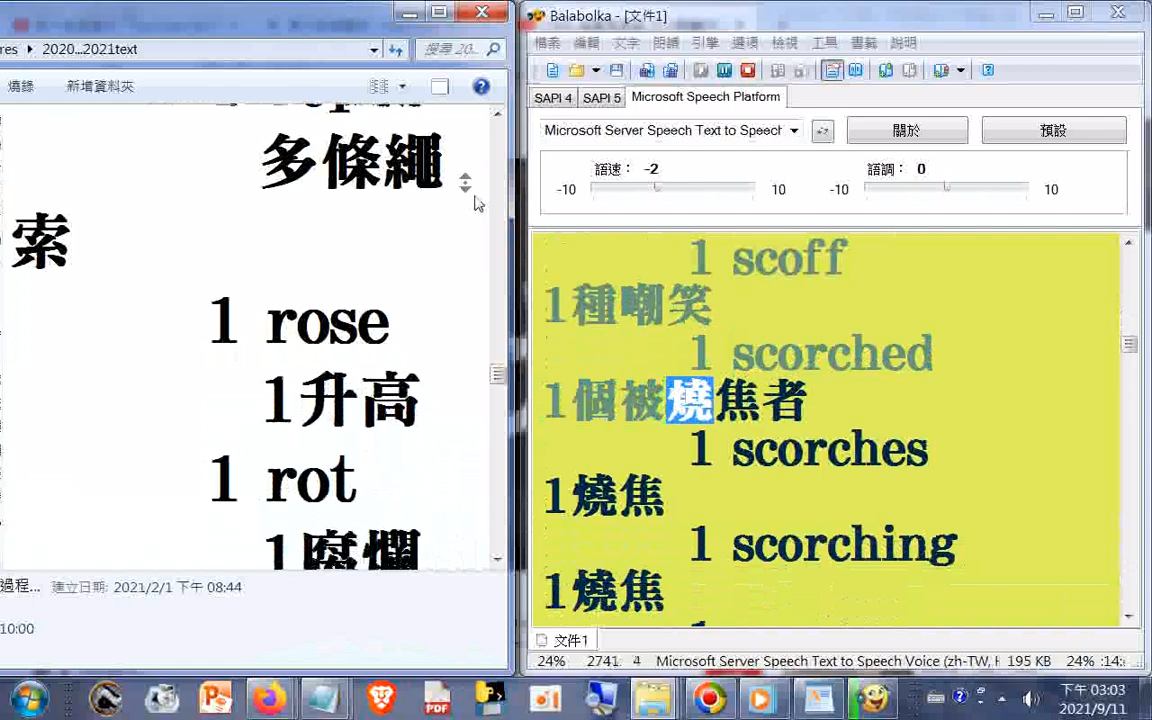 res ▸ 2020...2021text
搜尋 20...
燒錄 新增資料夾
多條繩
索
1 rose
1升高
1 rot
1腐爛
過程... 建立日期: 2021/2/1 下午 08:44
10:00
Balabolka - [文件1]
檔案 編輯 文字 朗讀 引擎 選項 檢視 工具 書籤 說明
SAPI 4 SAPI 5 Microsoft Speech Platform
Microsoft Server Speech Text to Speech 關於 預設
語速： -2 語調： 0
-10 10 -10 10
1 scoff
1種嘲笑
1 scorched
1個被燒焦者
1 scorches
1燒焦
1 scorching
1燒焦
文件1
24% 2741 4 Microsoft Server Speech Text to Speech Voice (zh-TW, H 195 KB 24% :14:
PDF
下午 03:03
2021/9/11